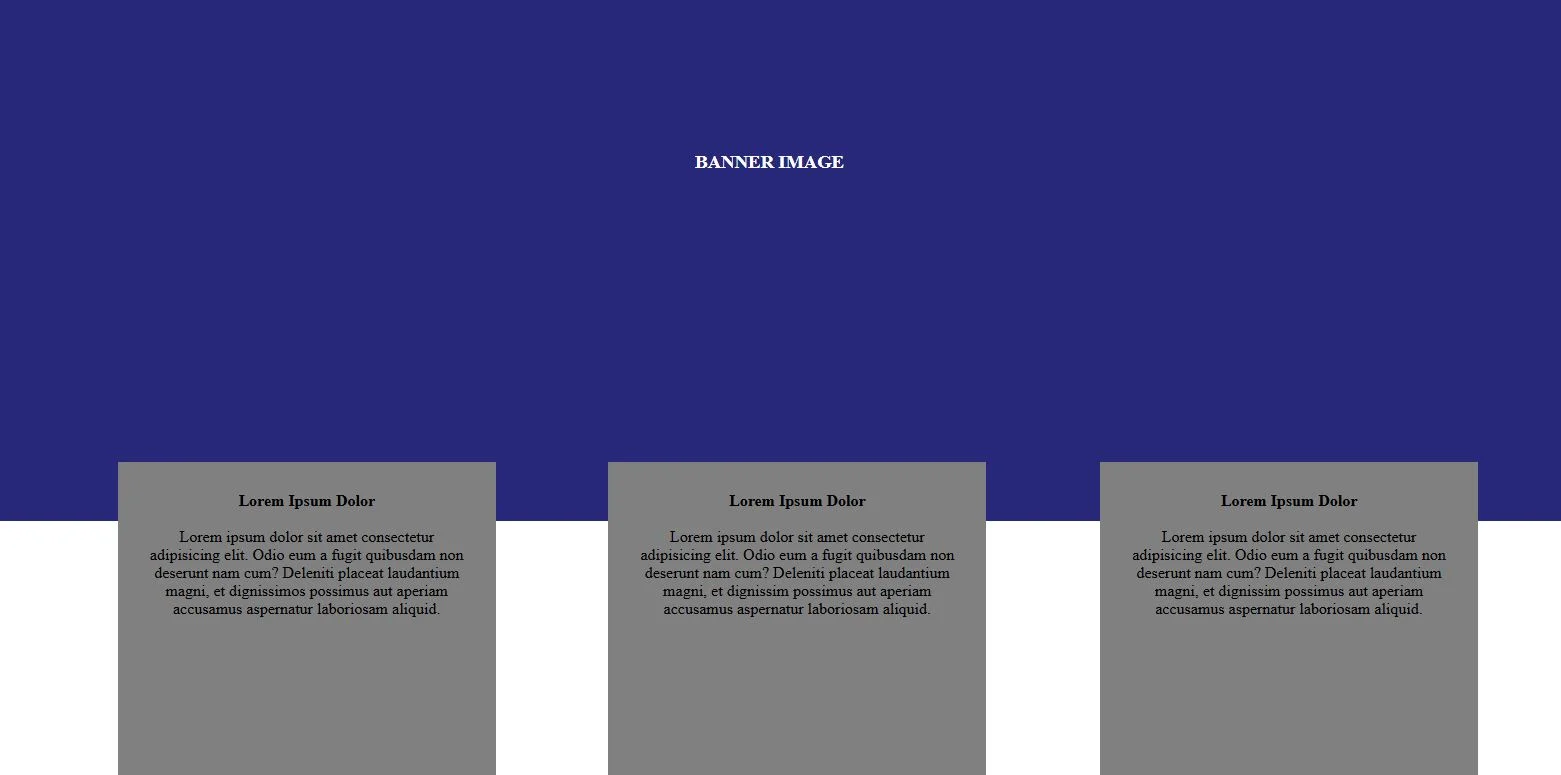 BANNER IMAGE
Lorem Ipsum Dolor
Lorem ipsum dolor sit amet consectetur
adipisicing elit. Odio eum a fugit quibusdam non
deserunt nam cum? Deleniti placeat laudantium
magni, et dignissimos possimus aut aperiam
accusamus aspernatur laboriosam aliquid.
Lorem Ipsum Dolor
Lorem ipsum dolor sit amet consectetur
adipisicing elit. Odio eum a fugit quibusdam non
deserunt nam cum? Deleniti placeat laudantium
magni, et dignissim possimus aut aperiam
accusamus aspernatur laboriosam aliquid.
Lorem Ipsum Dolor
Lorem ipsum dolor sit amet consectetur
adipisicing elit. Odio eum a fugit quibusdam non
deserunt nam cum? Deleniti placeat laudantium
magni, et dignissim possimus aut aperiam
accusamus aspernatur laboriosam aliquid.